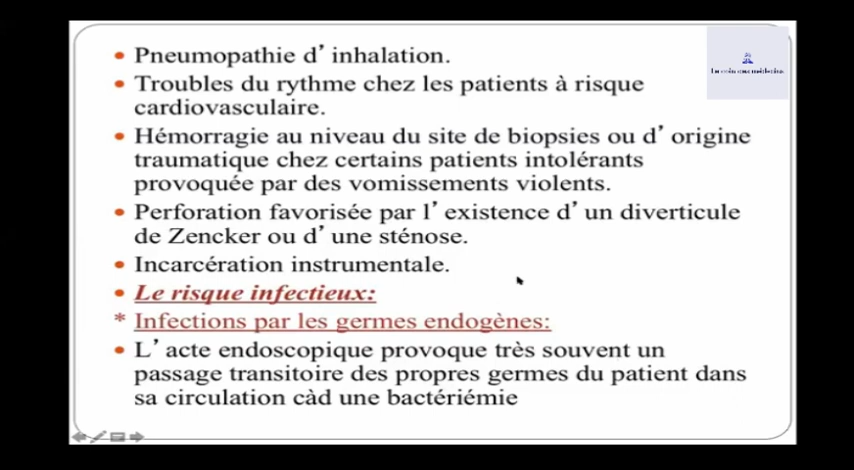 • Pneumopathie d’ inhalation.
• Troubles du rythme chez les patients à risque
cardiovasculaire.
• Hémorragie au niveau du site de biopsies ou d’ origine
traumatique chez certains patients intolérants
provoquée par des vomissements violents.
• Perforation favorisée par l’ existence d’ un diverticule
de Zencker ou d’ une sténose.
• Incarcération instrumentale.
• Le risque infectieux:
* Infections par les germes endogènes:
• L’ acte endoscopique provoque très souvent un
passage transitoire des propres germes du patient dans
sa circulation càd une bactériémie